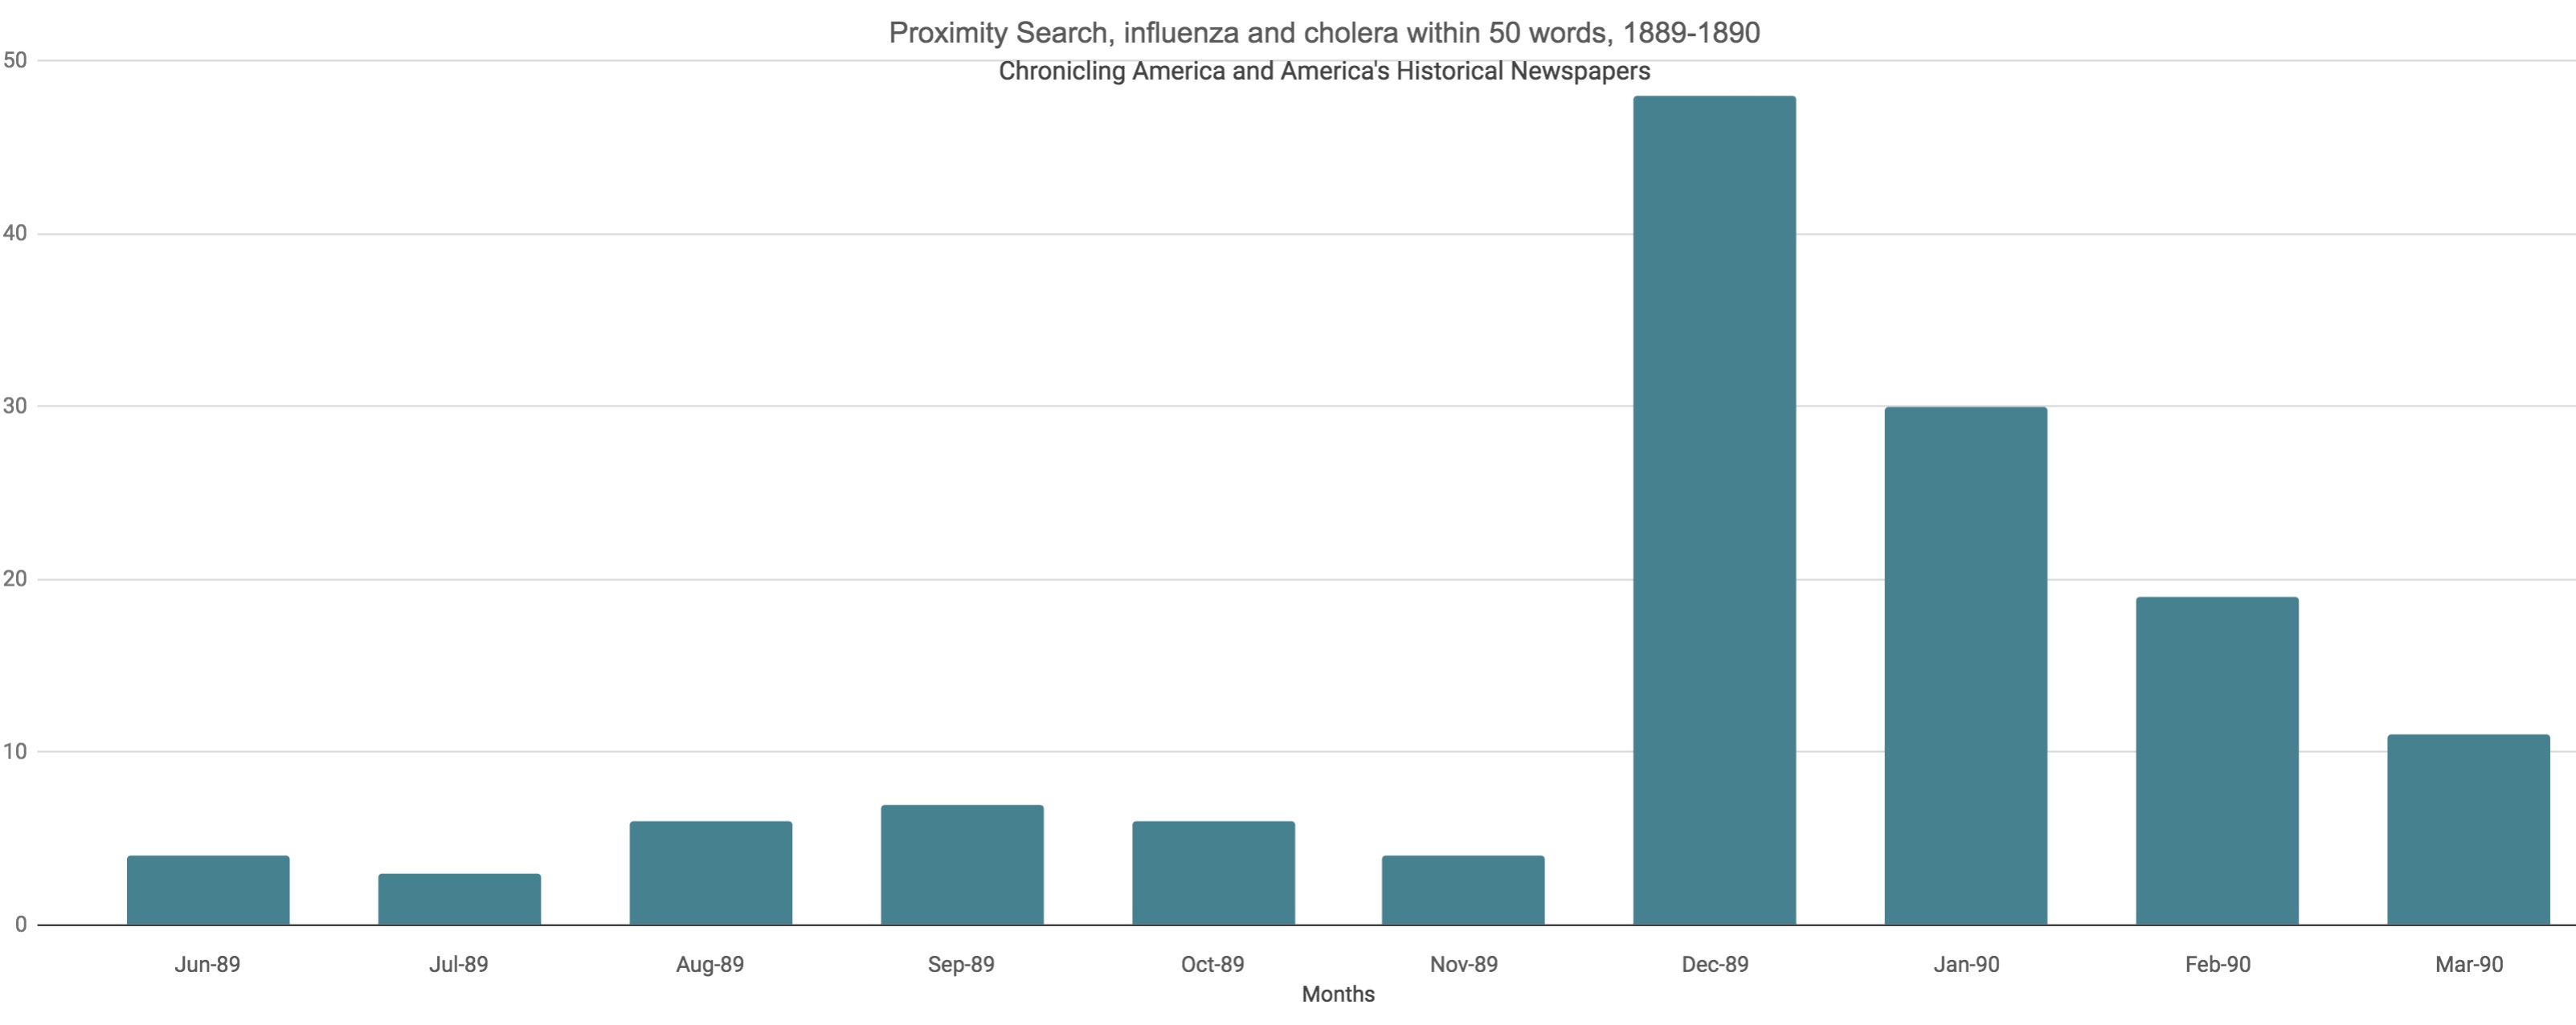 Proximity Search, influenza and cholera within 50 words, 1889-1890
Chronicling America and America's Historical Newspapers
50
40
30
20
10
0
Jun-89 Jul-89 Aug-89 Sep-89 Oct-89 Nov-89 Dec-89 Jan-90 Feb-90 Mar-90
Months